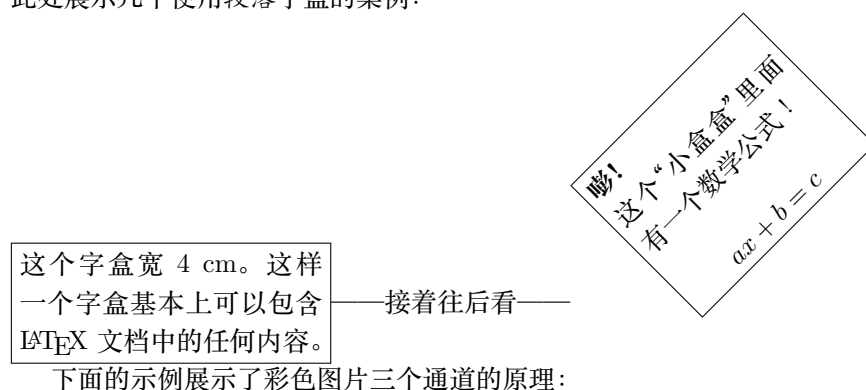 此处展示几个使用段落字盒的案例：
嘭！
这个“小盒盒”里面
有一个数学公式！
ax + b = c
这个字盒宽 4 cm。这样
一个字盒基本上可以包含
LATEX 文档中的任何内容。
——接着往后看——
下面的示例展示了彩色图片三个通道的原理：